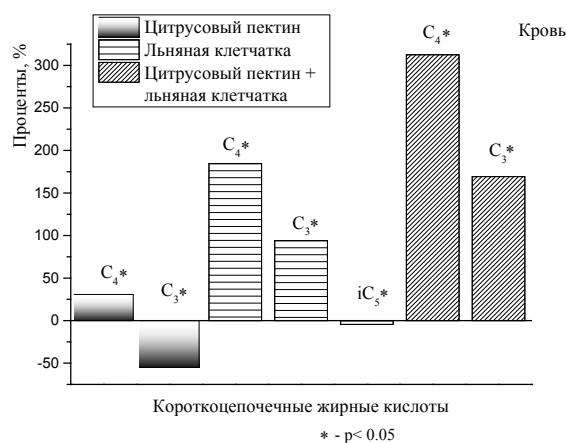 Цитрусовый пектин
Льняная клетчатка
Цитрусовый пектин +
льняная клетчатка
Кровь
Проценты, %
300
250
200
150
100
50
0
-50
C₄*
C₃*
C₄*
C₃*
iC₅*
C₄*
C₃*
Короткоцепочечные жирные кислоты
* - p< 0.05